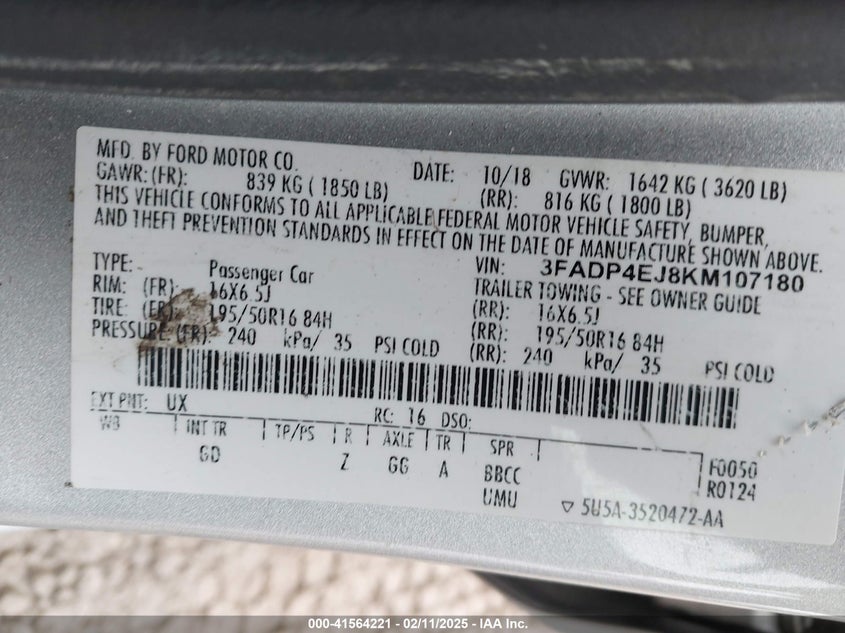 MFD. BY FORD MOTOR CO.
DATE: 10/18 GVWR: 1642 KG ( 3620 LB)
GAWR:(FR): 839 KG ( 1850 LB) (RR): 816 KG ( 1800 LB)
THIS VEHICLE CONFORMS TO ALL APPLICABLE FEDERAL MOTOR VEHICLE SAFETY, BUMPER,
AND THEFT PREVENTION STANDARDS IN EFFECT ON THE DATE OF MANUFACTURE SHOWN ABOVE.
VIN: 3FADP4EJ8KM107180
TYPE: Passenger Car TRAILER TOWING - SEE OWNER GUIDE
RIM: (FR): 16X6.5J (RR): 16X6.5J
TIRE: (FR): 195/50R16 84H (RR): 195/50R16 84H
PRESSURE:(FR): 240 kPa/ 35 PSI COLD (RR): 240 kPa/ 35 PSI COLD
EXT PNT: UX RC: 16 DSO:
WB INT TR TP/PS R AXLE TR SPR
GD Z GG A BBCC
UMU
F0050
R0124
▽ 5U5A-3520472-AA
000-41564221 - 02/11/2025 - IAA Inc.